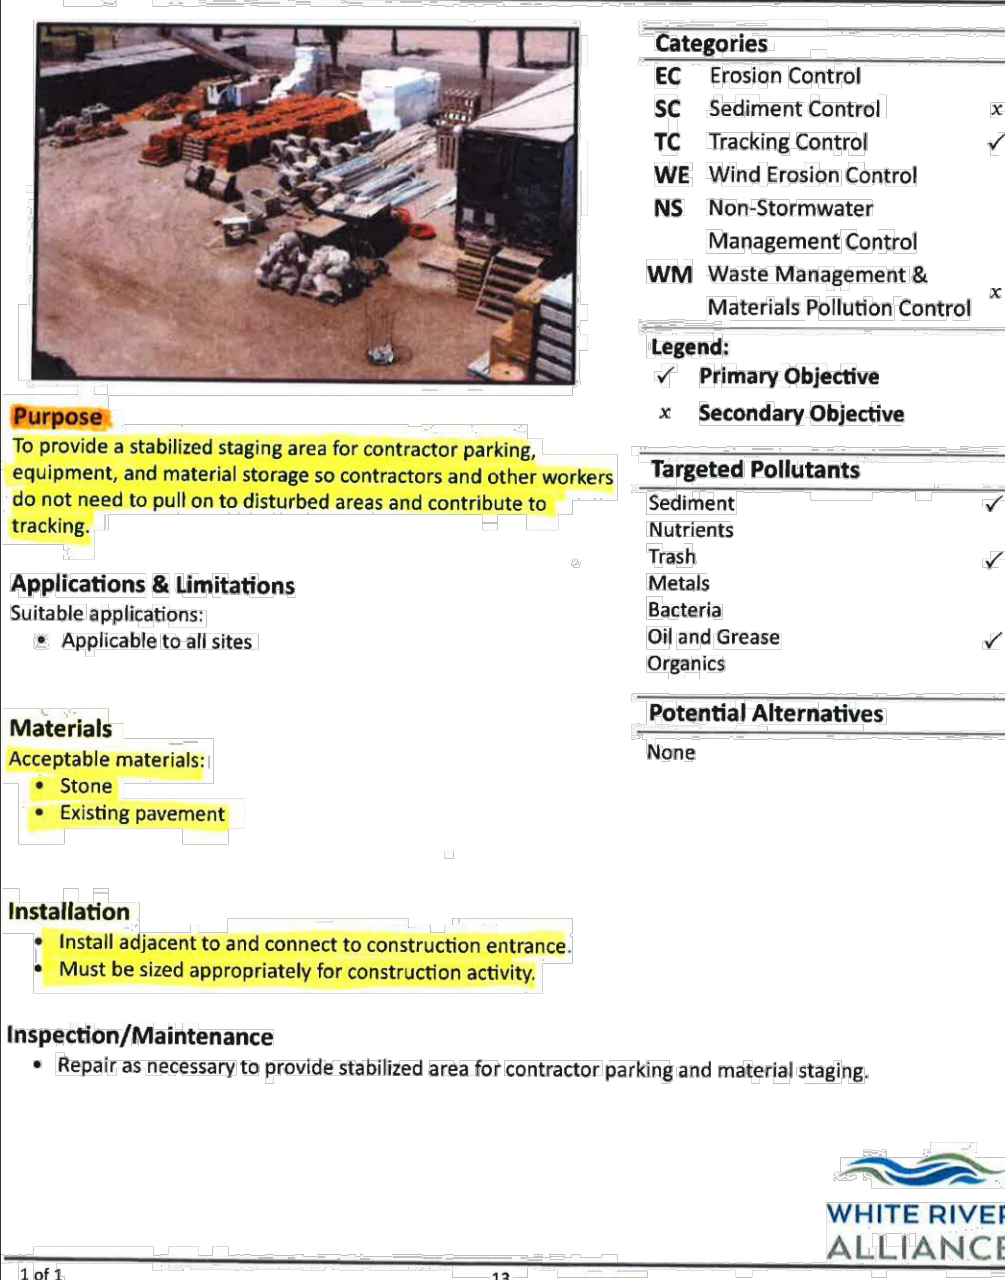 Categories
EC Erosion Control
SC Sediment Control x
TC Tracking Control ✓
WE Wind Erosion Control
NS Non-Stormwater
Management Control
WM Waste Management &
Materials Pollution Control x
Legend:
✓ Primary Objective
x Secondary Objective
Purpose
To provide a stabilized staging area for contractor parking,
equipment, and material storage so contractors and other workers
do not need to pull on to disturbed areas and contribute to
tracking.
Targeted Pollutants
Sediment ✓
Nutrients
Trash ✓
Metals
Bacteria
Oil and Grease ✓
Organics
Applications & Limitations
Suitable applications:
• Applicable to all sites
Potential Alternatives
None
Materials
Acceptable materials:
• Stone
• Existing pavement
Installation
• Install adjacent to and connect to construction entrance.
• Must be sized appropriately for construction activity.
Inspection/Maintenance
• Repair as necessary to provide stabilized area for contractor parking and material staging.
WHITE RIVER
ALLIANCE
1 of 1
13